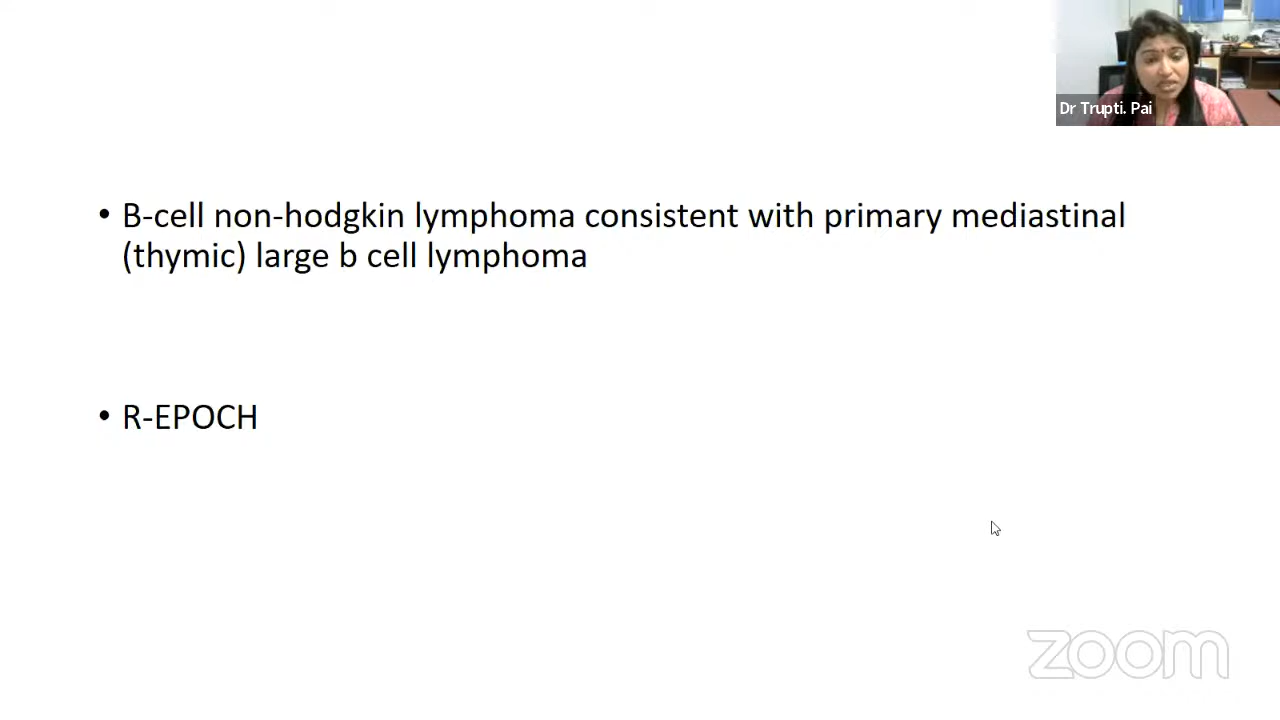 Dr Trupti. Pai
• B-cell non-hodgkin lymphoma consistent with primary mediastinal
(thymic) large b cell lymphoma
• R-EPOCH
zoom